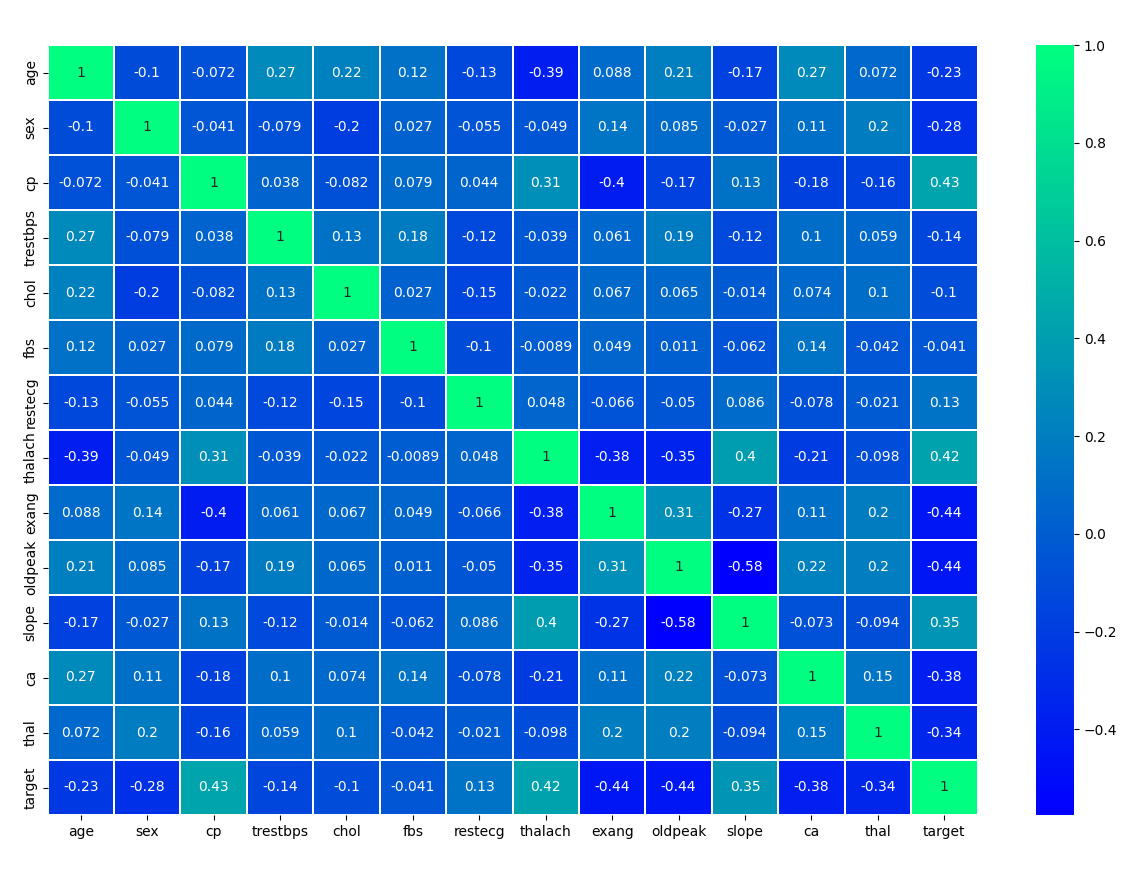 age 1 -0.1 -0.072 0.27 0.22 0.12 -0.13 -0.39 0.088 0.21 -0.17 0.27 0.072 -0.23
sex -0.1 1 -0.041 -0.079 -0.2 0.027 -0.055 -0.049 0.14 0.085 -0.027 0.11 0.2 -0.28
cp -0.072 -0.041 1 0.038 -0.082 0.079 0.044 0.31 -0.4 -0.17 0.13 -0.18 -0.16 0.43
trestbps 0.27 -0.079 0.038 1 0.13 0.18 -0.12 -0.039 0.061 0.19 -0.12 0.1 0.059 -0.14
chol 0.22 -0.2 -0.082 0.13 1 0.027 -0.15 -0.022 0.067 0.065 -0.014 0.074 0.1 -0.1
fbs 0.12 0.027 0.079 0.18 0.027 1 -0.1 -0.0089 0.049 0.011 -0.062 0.14 -0.042 -0.041
restecg -0.13 -0.055 0.044 -0.12 -0.15 -0.1 1 0.048 -0.066 -0.05 0.086 -0.078 -0.021 0.13
thalach -0.39 -0.049 0.31 -0.039 -0.022 -0.0089 0.048 1 -0.38 -0.35 0.4 -0.21 -0.098 0.42
exang 0.088 0.14 -0.4 0.061 0.067 0.049 -0.066 -0.38 1 0.31 -0.27 0.11 0.2 -0.44
oldpeak 0.21 0.085 -0.17 0.19 0.065 0.011 -0.05 -0.35 0.31 1 -0.58 0.22 0.2 -0.44
slope -0.17 -0.027 0.13 -0.12 -0.014 -0.062 0.086 0.4 -0.27 -0.58 1 -0.073 -0.094 0.35
ca 0.27 0.11 -0.18 0.1 0.074 0.14 -0.078 -0.21 0.11 0.22 -0.073 1 0.15 -0.38
thal 0.072 0.2 -0.16 0.059 0.1 -0.042 -0.021 -0.098 0.2 0.2 -0.094 0.15 1 -0.34
target -0.23 -0.28 0.43 -0.14 -0.1 -0.041 0.13 0.42 -0.44 -0.44 0.35 -0.38 -0.34 1
age sex cp trestbps chol fbs restecg thalach exang oldpeak slope ca thal target
1.0
0.8
0.6
0.4
0.2
0.0
−0.2
−0.4